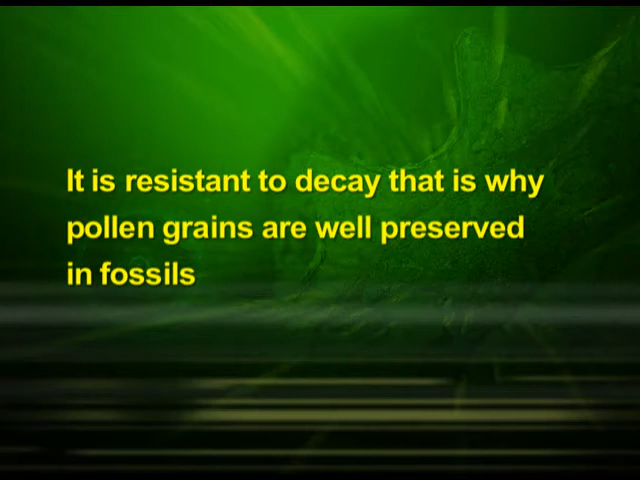 It is resistant to decay that is why
pollen grains are well preserved
in fossils